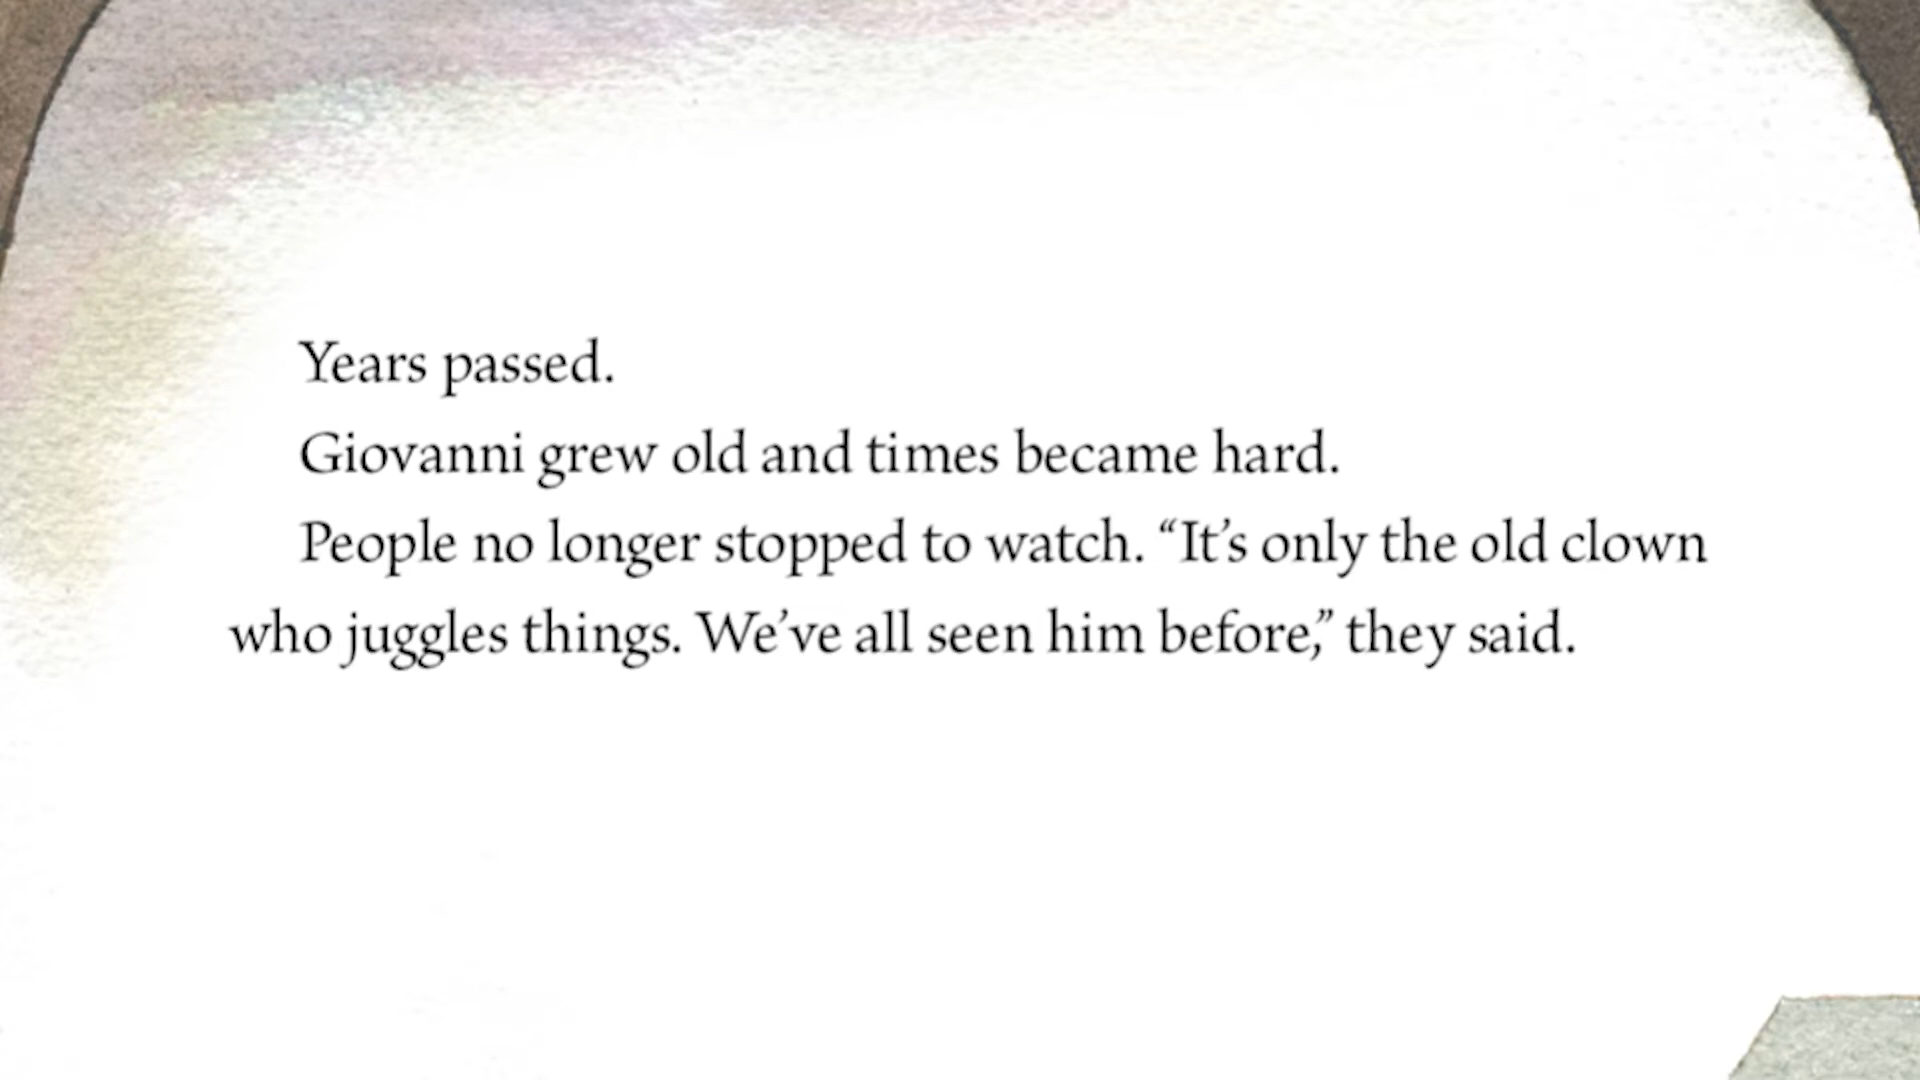 Years passed.
Giovanni grew old and times became hard.
People no longer stopped to watch. “It’s only the old clown
who juggles things. We’ve all seen him before,” they said.